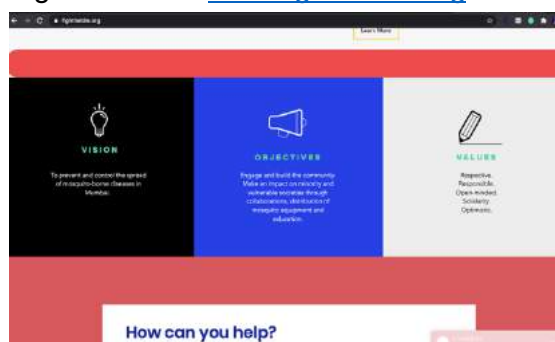 Learn More
VISION
To prevent and control the spread
of mosquito-borne diseases in
Mumbai.
OBJECTIVES
Engage and build the community.
Make an impact on minority and
vulnerable societies through
collaborations, distribution of
mosquito equipment and
education.
VALUES
Respective.
Responsible.
Open-minded.
Solidarity.
Optimistic.
How can you help?